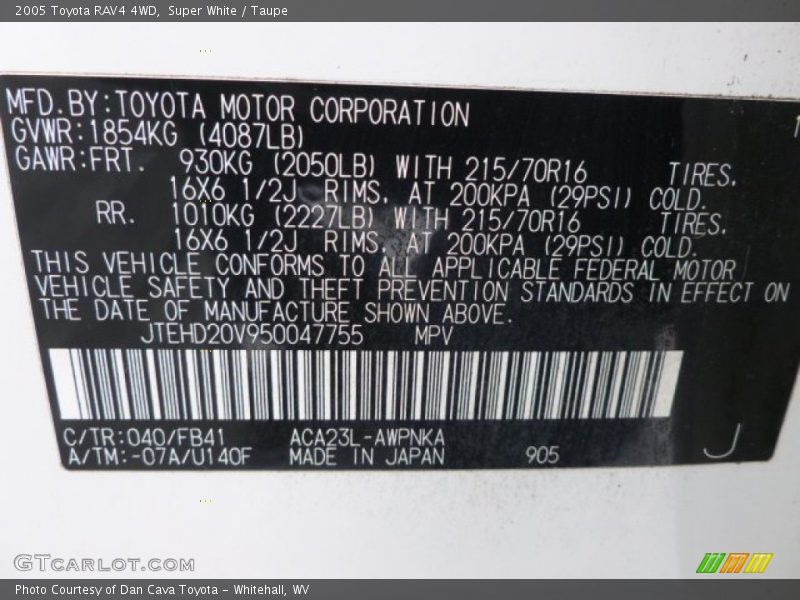 2005 Toyota RAV4 4WD, Super White / Taupe
MFD.BY:TOYOTA MOTOR CORPORATION
GVWR:1854KG (4087LB)
GAWR:FRT. 930KG (2050LB) WITH 215/70R16 TIRES,
16X6 1/2J RIMS, AT 200KPA (29PSI) COLD.
RR. 1010KG (2227LB) WITH 215/70R16 TIRES,
16X6 1/2J RIMS, AT 200KPA (29PSI) COLD.
THIS VEHICLE CONFORMS TO ALL APPLICABLE FEDERAL MOTOR
VEHICLE SAFETY AND THEFT PREVENTION STANDARDS IN EFFECT ON
THE DATE OF MANUFACTURE SHOWN ABOVE.
JTEHD20V950047755 MPV
C/TR:040/FB41 ACA23L-AWPNKA
A/TM:-07A/U140F MADE IN JAPAN 905 J
GTCARLOT.COM
Photo Courtesy of Dan Cava Toyota - Whitehall, WV